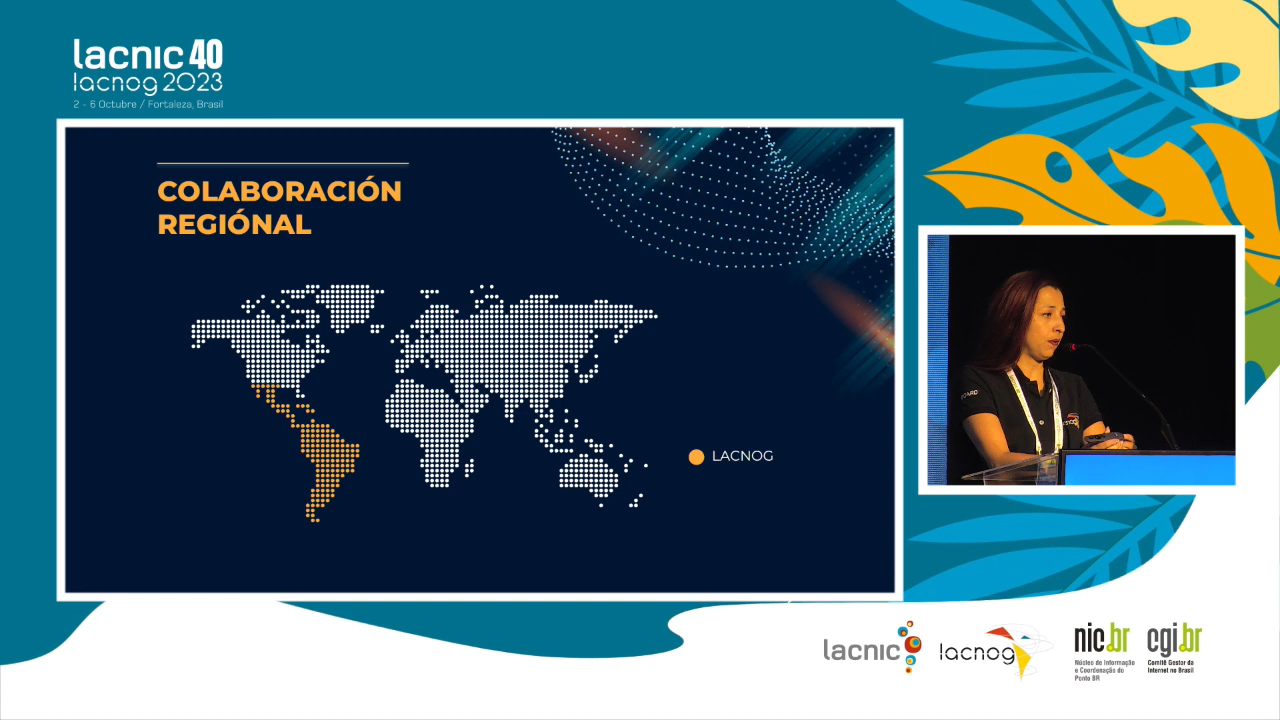 lacnic 40
lacnog 2023
2 - 6 Octubre / Fortaleza, Brasil
COLABORACIÓN
REGIÓNAL
LACNOG
lacnic
lacnog
nic.br
Núcleo de Informação
e Coordenação do
Ponto BR
cgi.br
Comitê Gestor da
Internet no Brasil